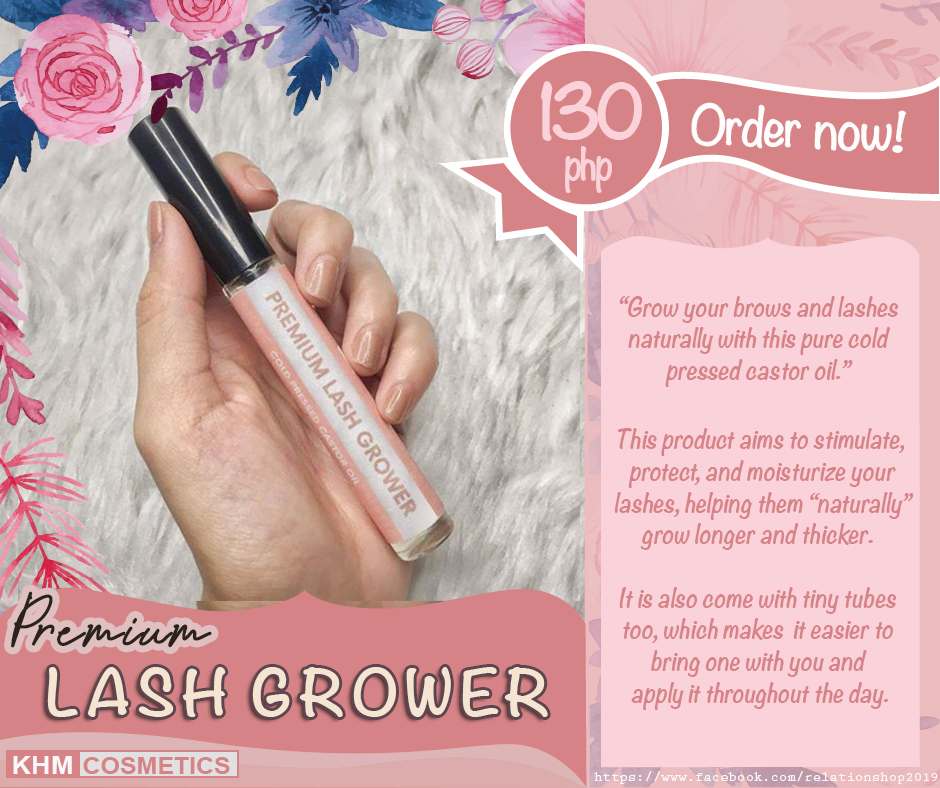 130
php
Order now!
PREMIUM LASH GROWER
COLD PRESSED CASTOR OIL
“Grow your brows and lashes
naturally with this pure cold
pressed castor oil.”
This product aims to stimulate,
protect, and moisturize your
lashes, helping them “naturally”
grow longer and thicker.
It is also come with tiny tubes
too, which makes it easier to
bring one with you and
apply it throughout the day.
Premium
LASH GROWER
KHM COSMETICS
https://www.facebook.com/relationshop2019